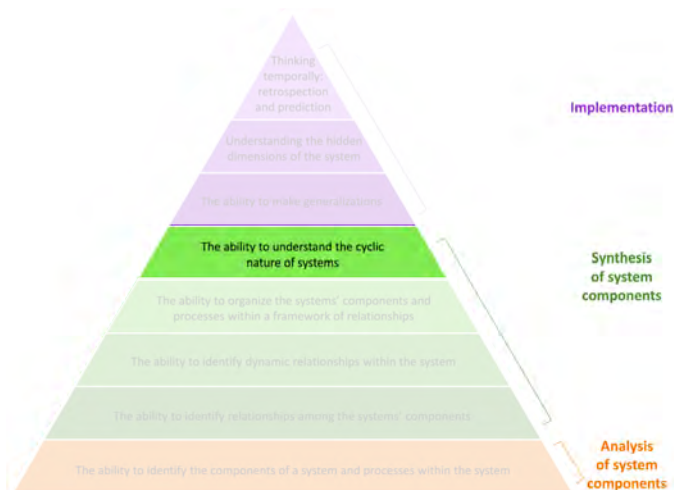 Thinking
temporally:
retrospection
and prediction
Implementation
Understanding the hidden
dimensions of the system
The ability to make generalizations
The ability to understand the cyclic
nature of systems
Synthesis
of system
components
The ability to organize the systems' components and
processes within a framework of relationships
The ability to identify dynamic relationships within the system
The ability to identify relationships among the systems' components
Analysis
of system
components
The ability to identify the components of a system and processes within the system